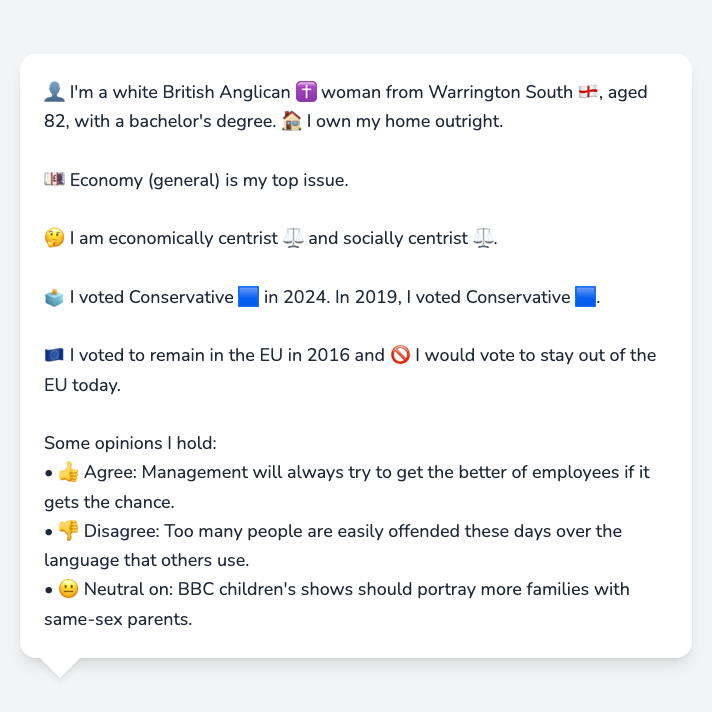 👤 I'm a white British Anglican ✝️ woman from Warrington South 🏴󠁧󠁢󠁥󠁮󠁧󠁿, aged
82, with a bachelor's degree. 🏠 I own my home outright.
💷 Economy (general) is my top issue.
🤔 I am economically centrist ⚖️ and socially centrist ⚖️.
🗳️ I voted Conservative 🟦 in 2024. In 2019, I voted Conservative 🟦.
🇪🇺 I voted to remain in the EU in 2016 and 🚫 I would vote to stay out of the
EU today.
Some opinions I hold:
• 👍 Agree: Management will always try to get the better of employees if it
gets the chance.
• 👎 Disagree: Too many people are easily offended these days over the
language that others use.
• 😐 Neutral on: BBC children's shows should portray more families with
same-sex parents.